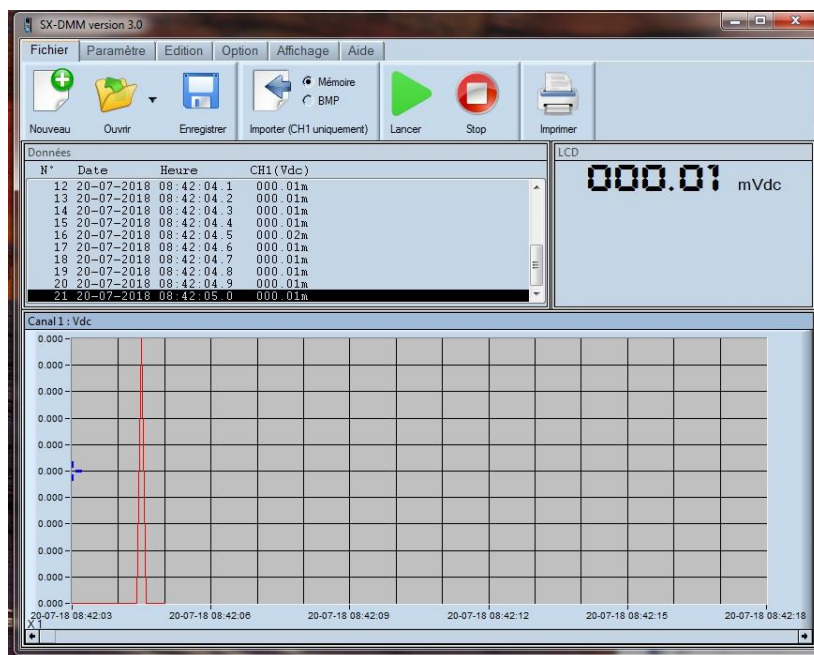 SX-DMM version 3.0
Fichier Paramètre Edition Option Affichage Aide
Mémoire
BMP
Nouveau Ouvrir Enregistrer Importer (CH1 uniquement) Lancer Stop Imprimer
Données
N° Date Heure CH1(Vdc)
12 20-07-2018 08:42:04.1 000.01m
13 20-07-2018 08:42:04.2 000.01m
14 20-07-2018 08:42:04.3 000.01m
15 20-07-2018 08:42:04.4 000.01m
16 20-07-2018 08:42:04.5 000.02m
17 20-07-2018 08:42:04.6 000.01m
18 20-07-2018 08:42:04.7 000.01m
19 20-07-2018 08:42:04.8 000.01m
20 20-07-2018 08:42:04.9 000.01m
21 20-07-2018 08:42:05.0 000.01m
LCD
000.01 mVdc
Canal 1 : Vdc
0.000
0.000
0.000
0.000
0.000
0.000
0.000
0.000
0.000
0.000
0.000
20-07-18 08:42:03 20-07-18 08:42:06 20-07-18 08:42:09 20-07-18 08:42:12 20-07-18 08:42:15 20-07-18 08:42:18
X1